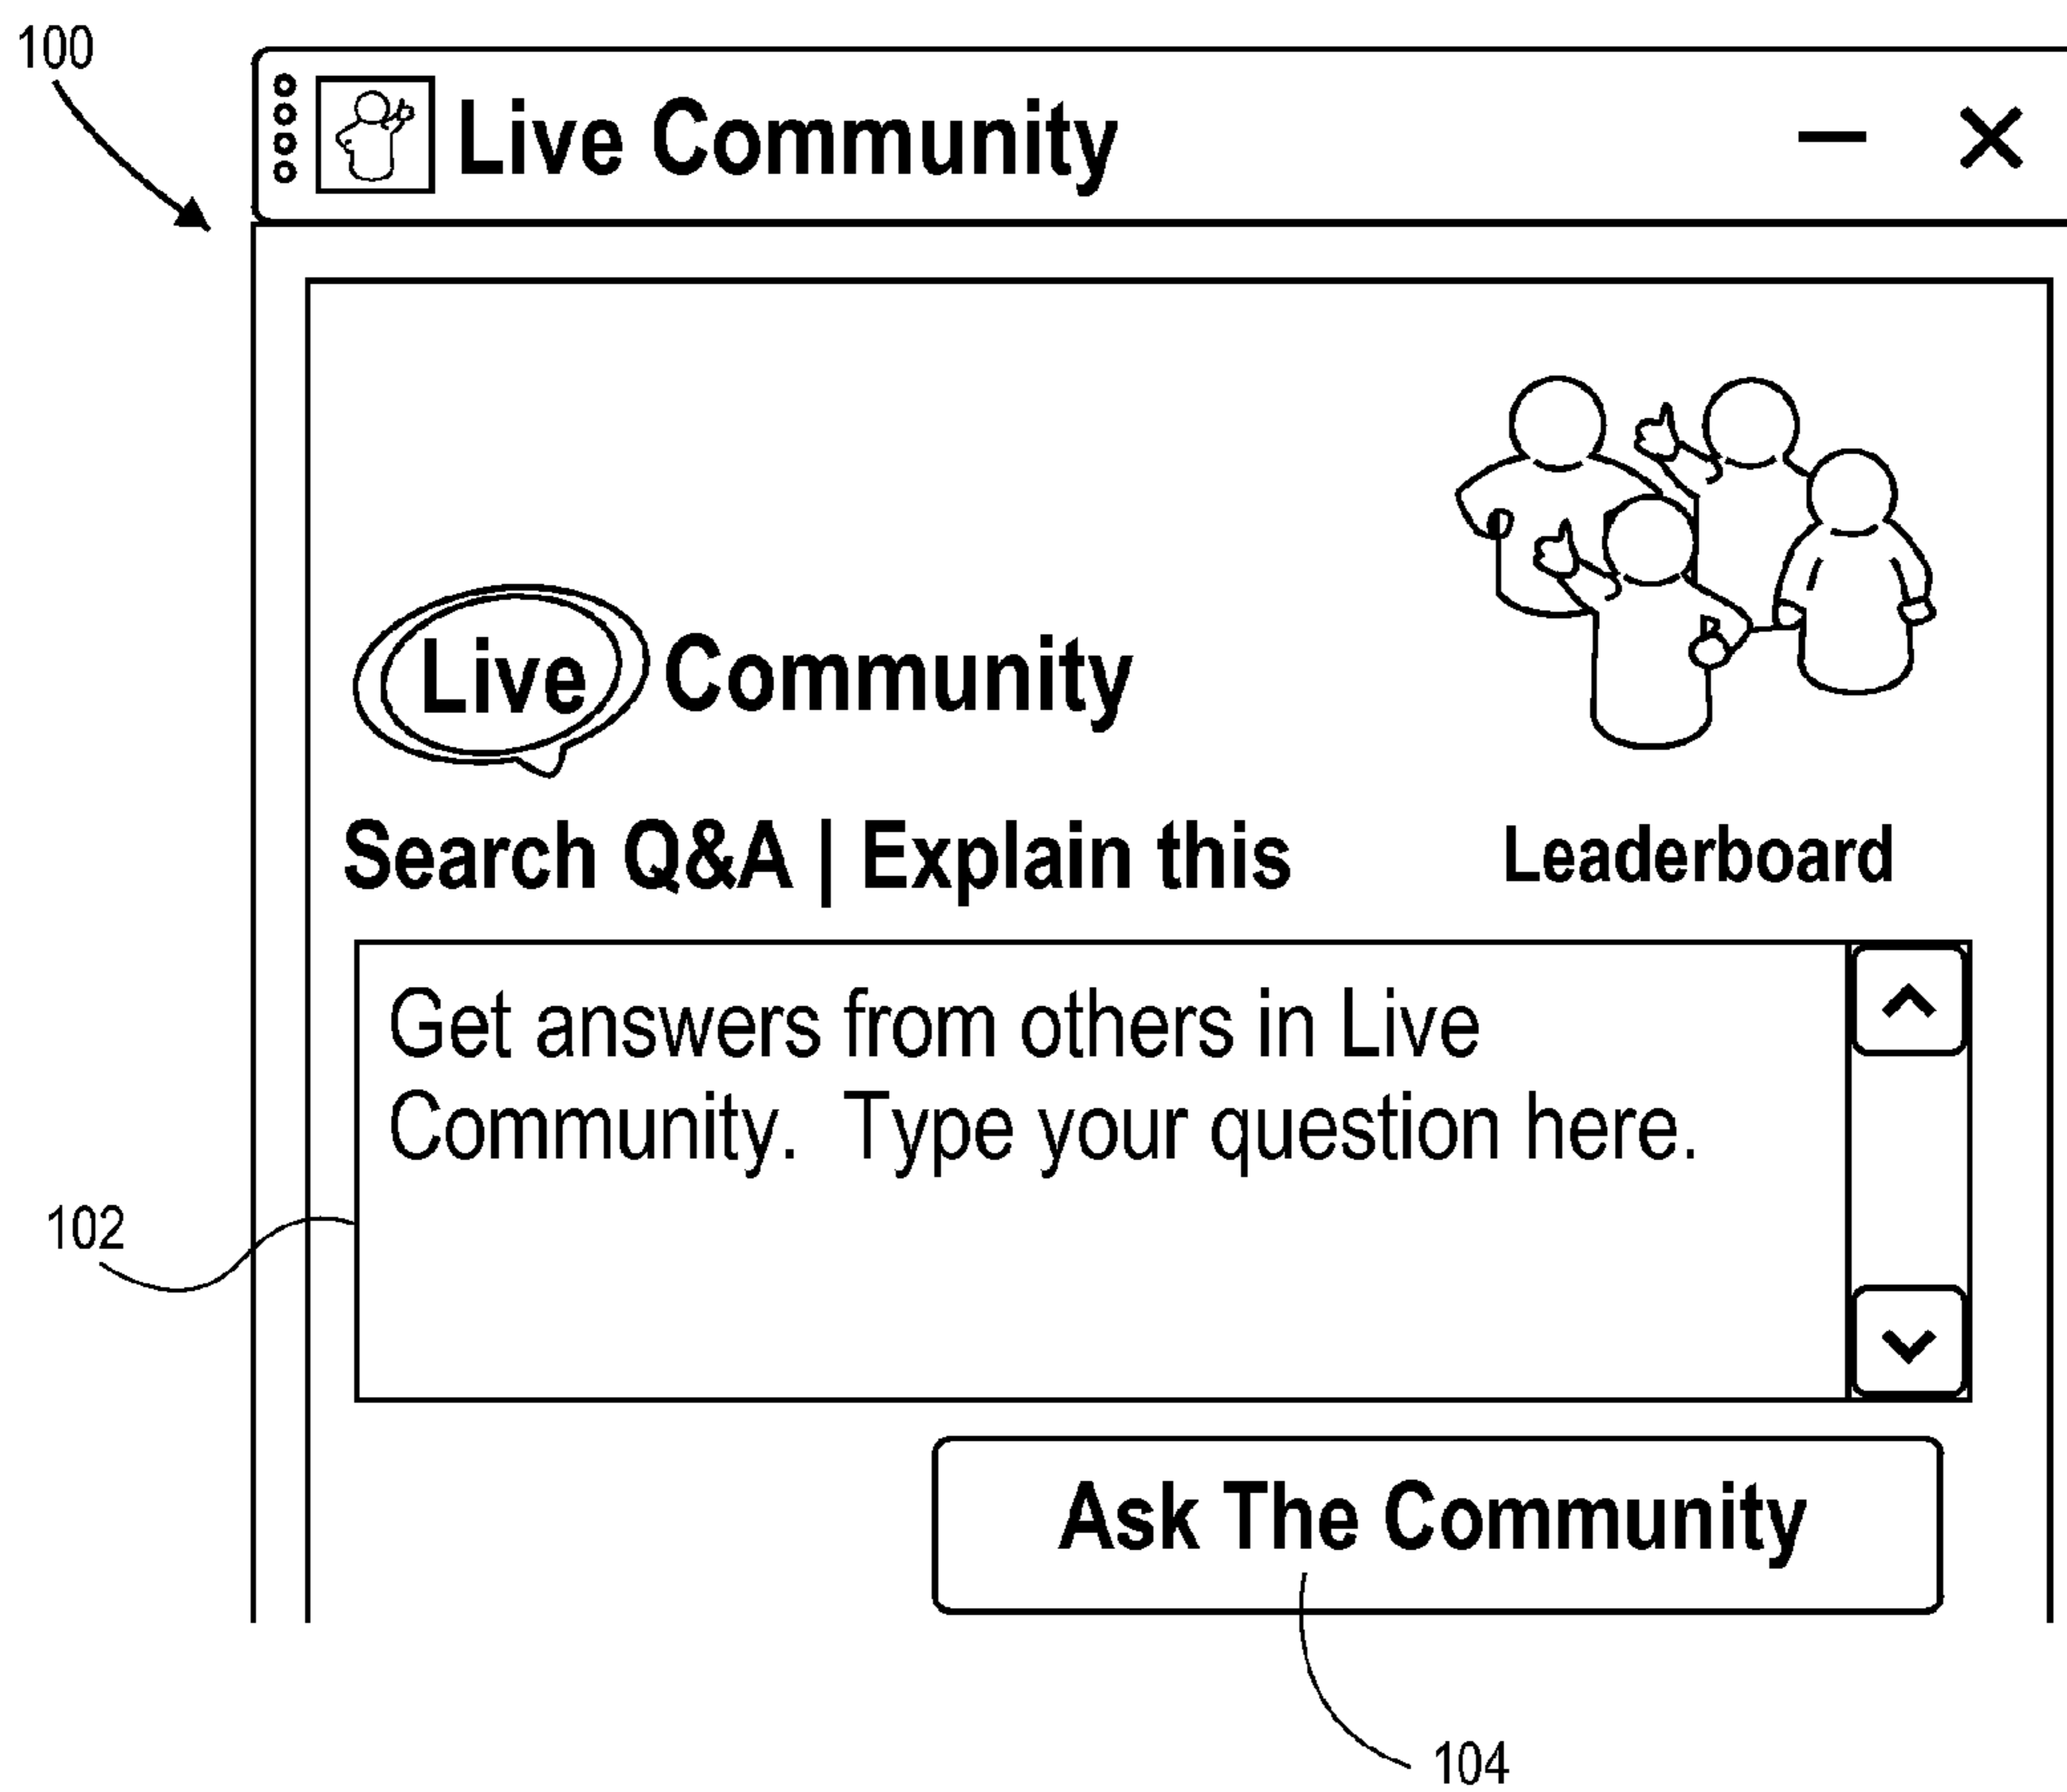 100
Live Community
Live Community
Search Q&A | Explain this
Leaderboard
Get answers from others in Live
Community. Type your question here.
102
Ask The Community
104